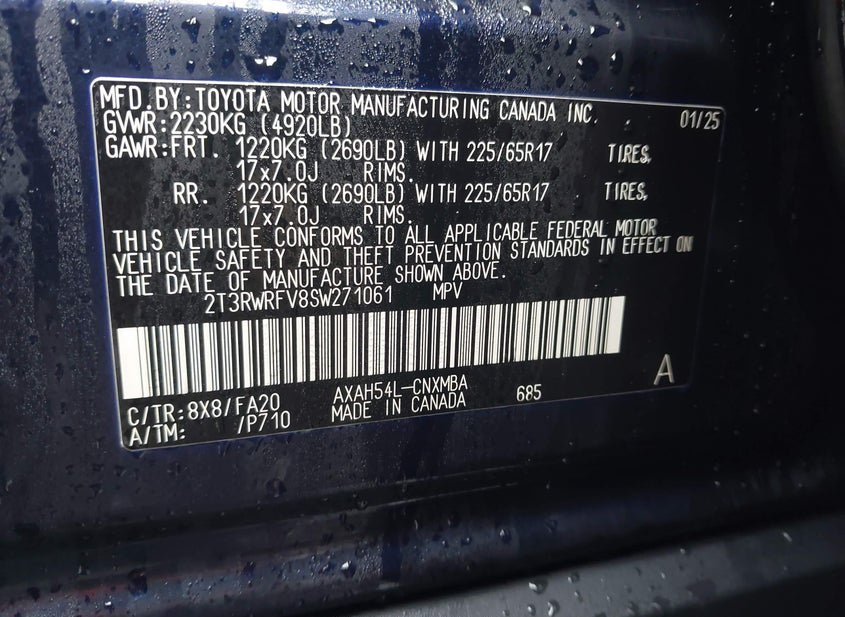 MFD.BY:TOYOTA MOTOR MANUFACTURING CANADA INC. 01/25
GVWR:2230KG (4920LB)
GAWR:FRT. 1220KG (2690LB) WITH 225/65R17 TIRES,
17x7.0J RIMS.
RR. 1220KG (2690LB) WITH 225/65R17 TIRES,
17x7.0J RIMS.
THIS VEHICLE CONFORMS TO ALL APPLICABLE FEDERAL MOTOR
VEHICLE SAFETY AND THEFT PREVENTION STANDARDS IN EFFECT ON
THE DATE OF MANUFACTURE SHOWN ABOVE.
2T3RWRFV8SW271061 MPV
C/TR:8X8/FA20 AXAH54L-CNXMBA 685 A
A/TM: /P710 MADE IN CANADA